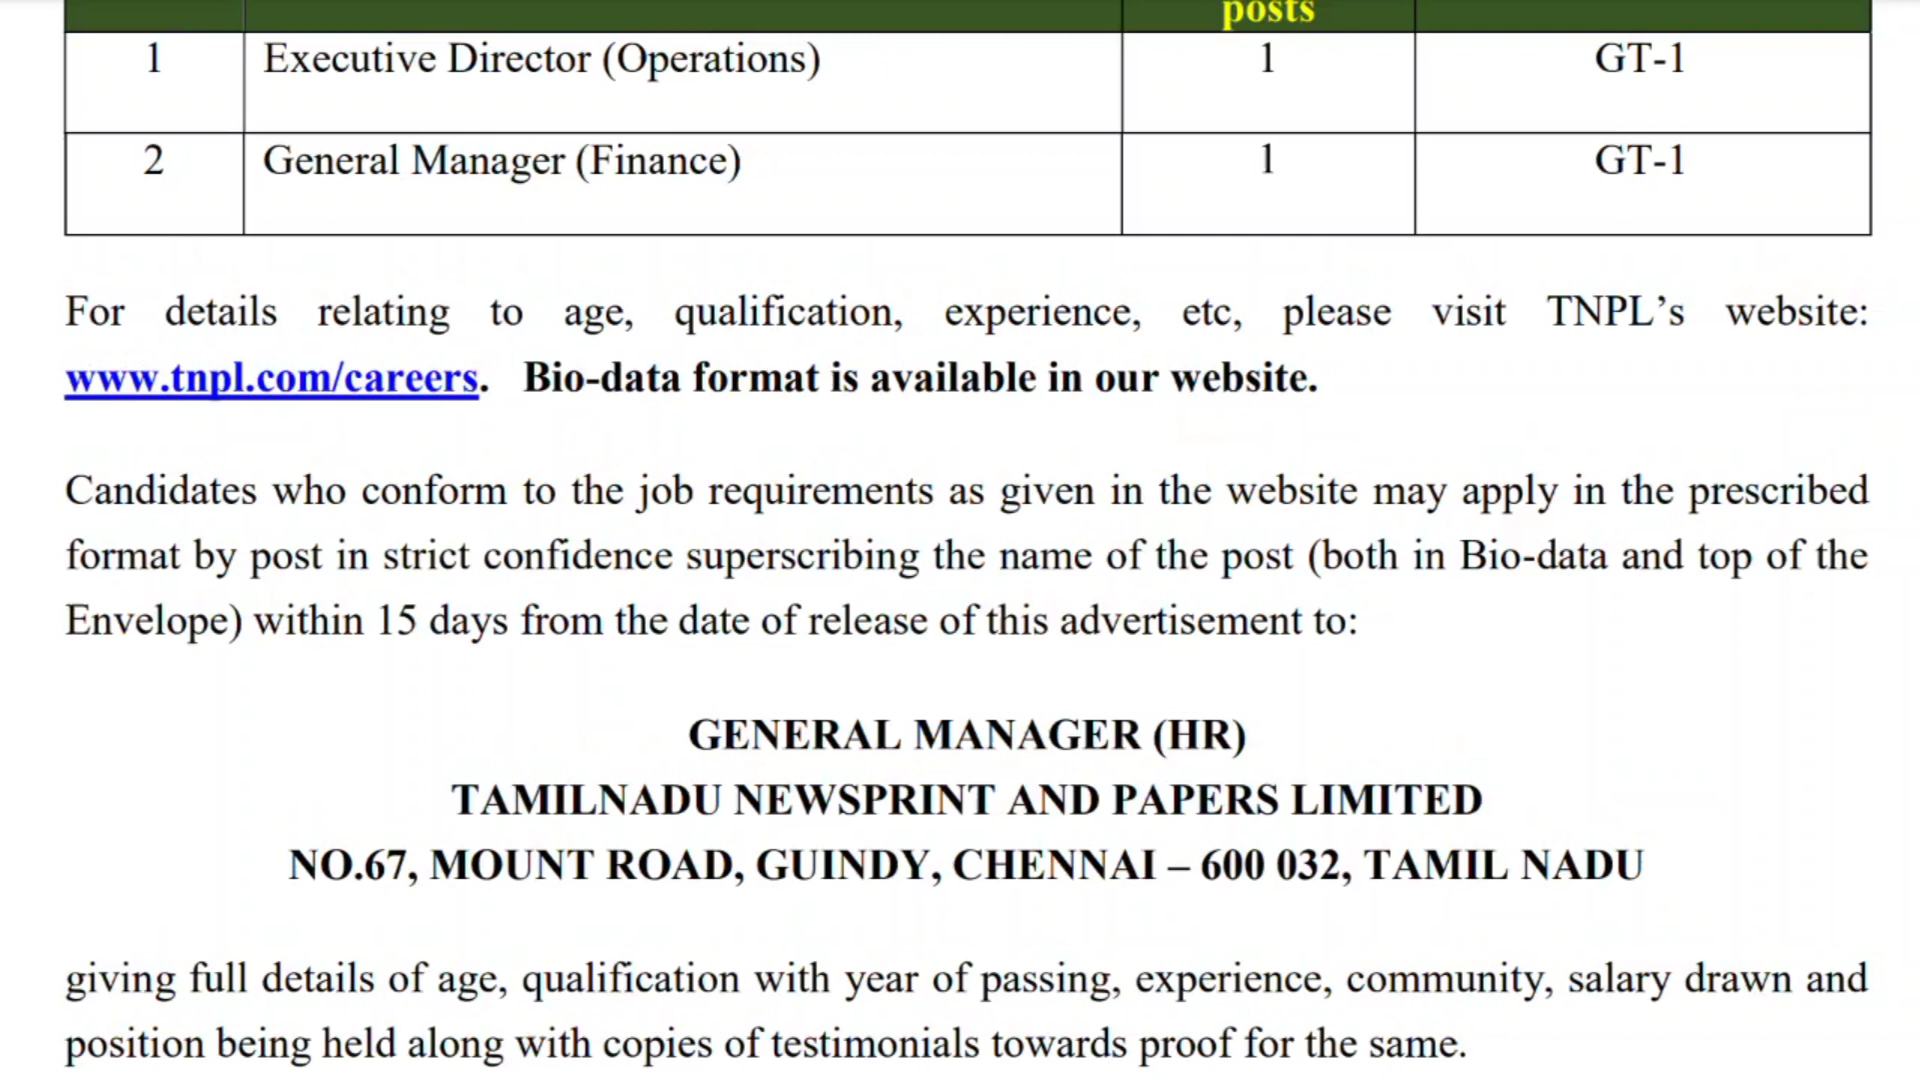 posts
1 Executive Director (Operations) 1 GT-1
2 General Manager (Finance) 1 GT-1
For details relating to age, qualification, experience, etc, please visit TNPL’s website:
www.tnpl.com/careers. Bio-data format is available in our website.
Candidates who conform to the job requirements as given in the website may apply in the prescribed
format by post in strict confidence superscribing the name of the post (both in Bio-data and top of the
Envelope) within 15 days from the date of release of this advertisement to:
GENERAL MANAGER (HR)
TAMILNADU NEWSPRINT AND PAPERS LIMITED
NO.67, MOUNT ROAD, GUINDY, CHENNAI – 600 032, TAMIL NADU
giving full details of age, qualification with year of passing, experience, community, salary drawn and
position being held along with copies of testimonials towards proof for the same.